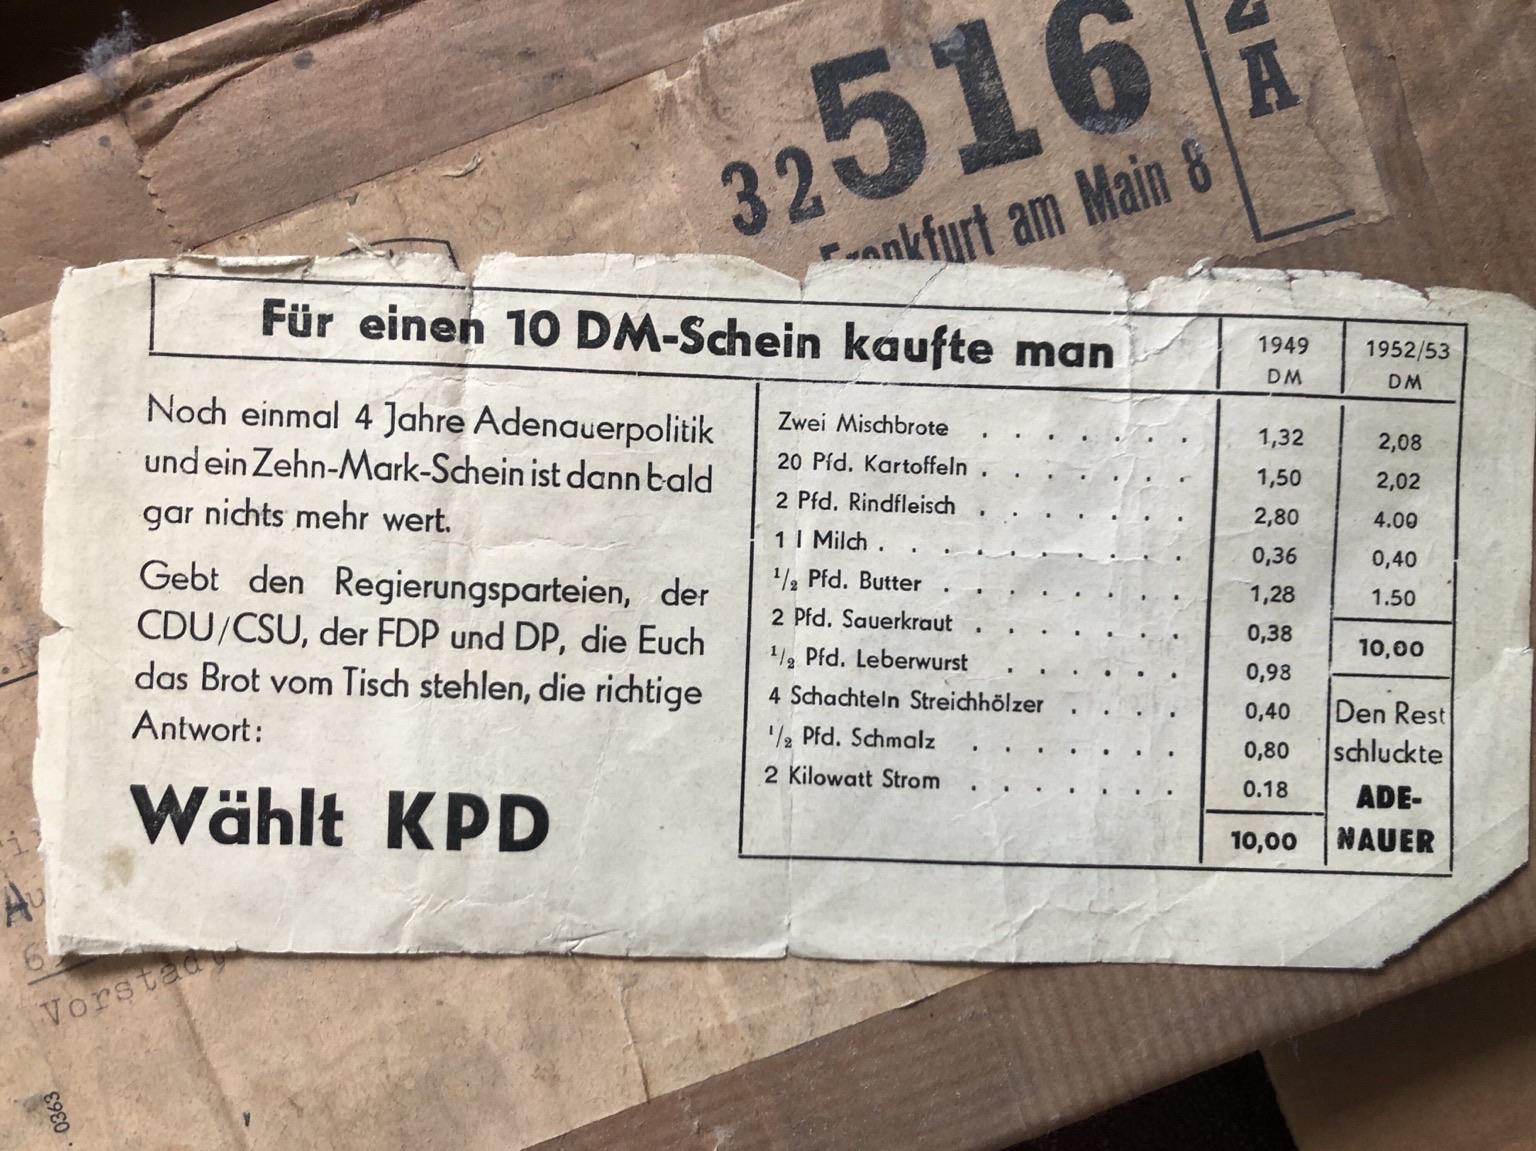 2
A
32 516
Frankfurt am Main 8
Für einen 10 DM-Schein kaufte man
1949
DM
1952/53
DM
Noch einmal 4 Jahre Adenauerpolitik
und ein Zehn-Mark-Schein ist dann bald
gar nichts mehr wert.
Gebt den Regierungsparteien, der
CDU/CSU, der FDP und DP, die Euch
das Brot vom Tisch stehlen, die richtige
Antwort:
Wählt KPD
Zwei Mischbrote . . . . . . . 1,32 2,08
20 Pfd. Kartoffeln . . . . . . . 1,50 2,02
2 Pfd. Rindfleisch . . . . . . . 2,80 4.00
1 l Milch . . . . . . . . . . 0,36 0,40
1/2 Pfd. Butter . . . . . . . . 1,28 1.50
2 Pfd. Sauerkraut . . . . . . . 0,38
1/2 Pfd. Leberwurst . . . . . . 0,98
4 Schachteln Streichhölzer . . . . 0,40
1/2 Pfd. Schmalz . . . . . . . 0,80
2 Kilowatt Strom . . . . . . . 0.18
10,00
10,00
Den Rest
schluckte
ADE-
NAUER
Vorstady
0363